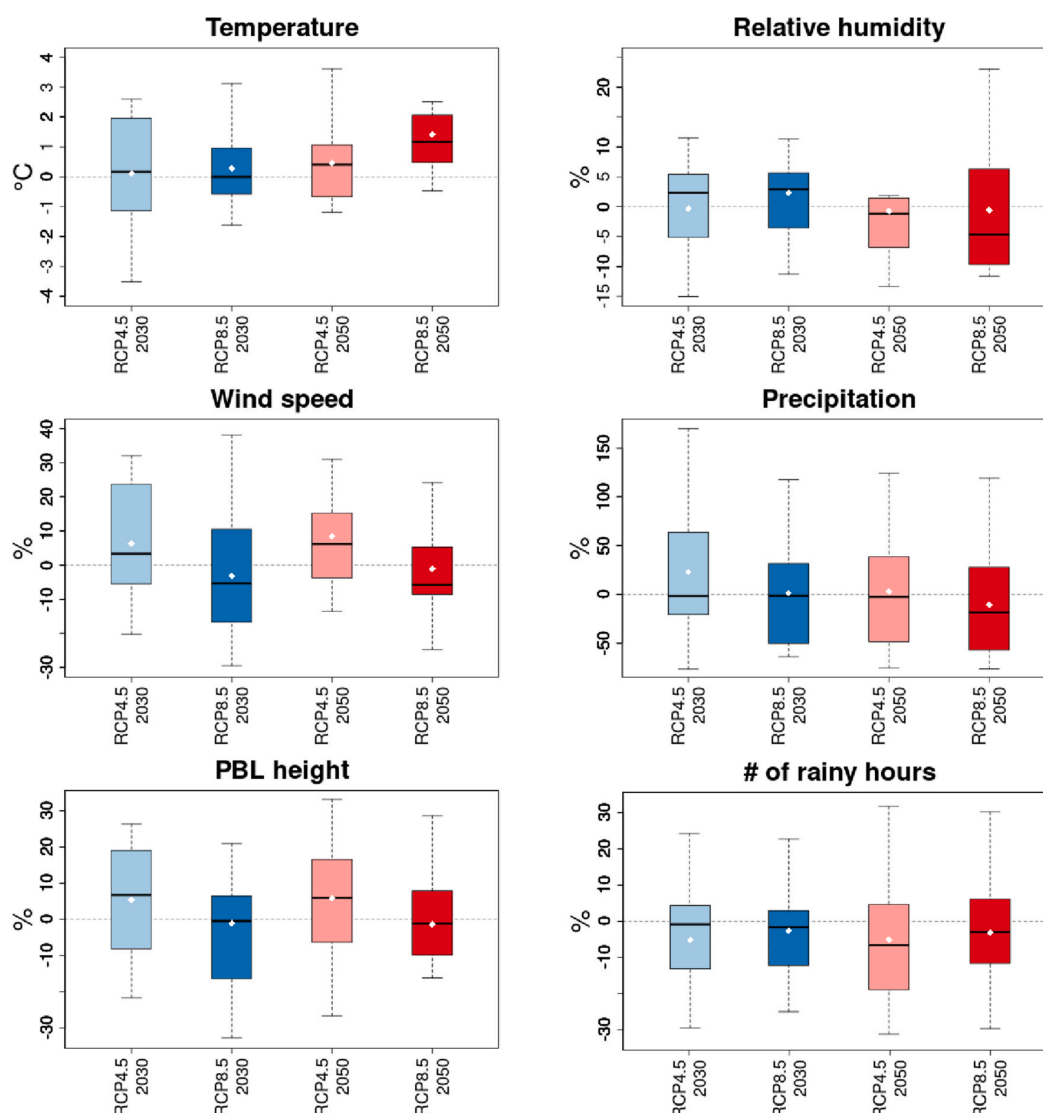 Temperature
°C
4
3
2
1
0
-1
-2
-3
-4
RCP4.5 2030
RCP8.5 2030
RCP4.5 2050
RCP8.5 2050
Relative humidity
%
20
10
5
0
-5
-10
-15
RCP4.5 2030
RCP8.5 2030
RCP4.5 2050
RCP8.5 2050
Wind speed
%
40
30
20
10
0
-10
-30
RCP4.5 2030
RCP8.5 2030
RCP4.5 2050
RCP8.5 2050
Precipitation
%
150
100
50
0
-50
RCP4.5 2030
RCP8.5 2030
RCP4.5 2050
RCP8.5 2050
PBL height
%
30
20
10
0
-10
-30
RCP4.5 2030
RCP8.5 2030
RCP4.5 2050
RCP8.5 2050
# of rainy hours
%
30
20
10
0
-10
-30
RCP4.5 2030
RCP8.5 2030
RCP4.5 2050
RCP8.5 2050